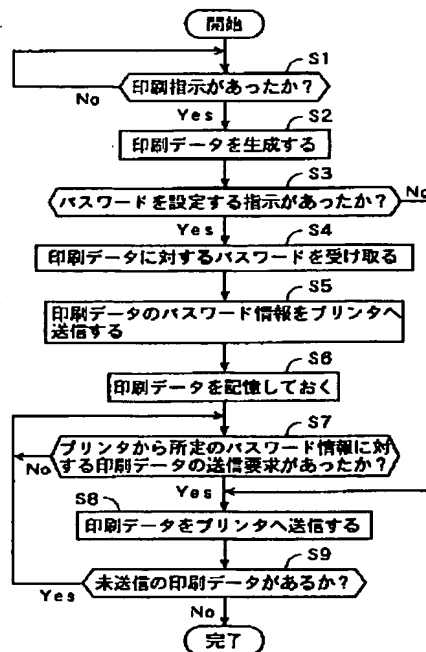 開始
S1
印刷指示があったか?
No
Yes
S2
印刷データを生成する
S3
パスワードを設定する指示があったか?
No
Yes
S4
印刷データに対するパスワードを受け取る
S5
印刷データのパスワード情報をプリンタへ
送信する
S6
印刷データを記憶しておく
S7
プリンタから所定のパスワード情報に対
する印刷データの送信要求があったか?
No
Yes
S8
印刷データをプリンタへ送信する
S9
未送信の印刷データがあるか?
Yes
No
完了